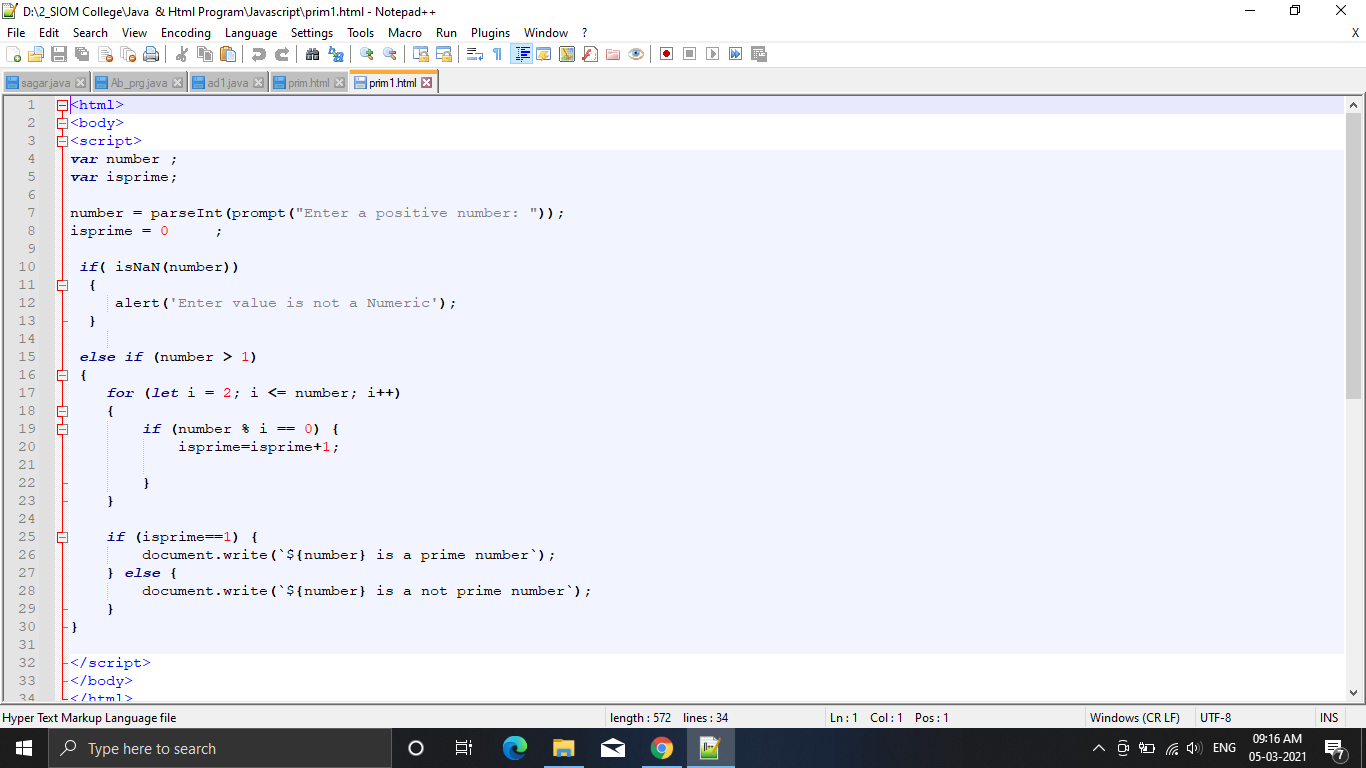 D:\2_SIOM College\Java & Html Program\Javascript\prim1.html - Notepad++
File Edit Search View Encoding Language Settings Tools Macro Run Plugins Window ? X
sagar.java Ab_prg.java ad1.java prim.html prim1.html
1 <html>
2 <body>
3 <script>
4 var number ;
5 var isprime;
6
7 number = parseInt(prompt("Enter a positive number: "));
8 isprime = 0 ;
9
10 if( isNaN(number))
11 {
12 alert('Enter value is not a Numeric');
13 }
14
15 else if (number > 1)
16 {
17 for (let i = 2; i <= number; i++)
18 {
19 if (number % i == 0) {
20 isprime=isprime+1;
21
22 }
23 }
24
25 if (isprime==1) {
26 document.write(`${number} is a prime number`);
27 } else {
28 document.write(`${number} is a not prime number`);
29 }
30 }
31
32 </script>
33 </body>
34 </html>
Hyper Text Markup Language file length : 572 lines : 34 Ln : 1 Col : 1 Pos : 1 Windows (CR LF) UTF-8 INS
Type here to search ENG 09:16 AM 05-03-2021 7